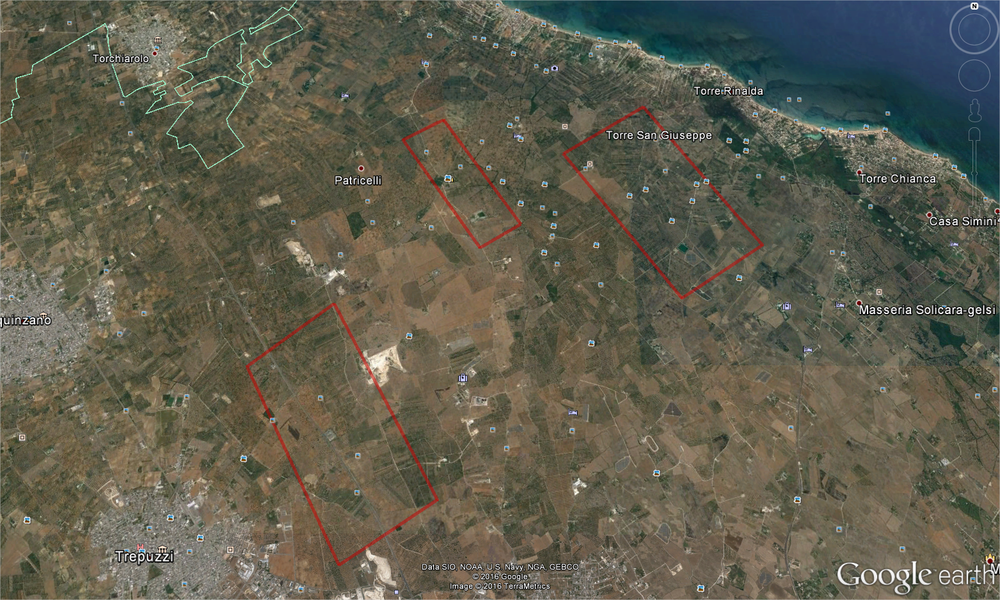 N
Torchiarolo
Torre Rinalda
Torre San Giuseppe
Patricelli
Torre Chianca
Casa Simini
Masseria Solicara-gelsi
quinzano
Trepuzzi
Data SIO, NOAA, U.S. Navy, NGA, GEBCO
© 2016 Google
Image © 2016 TerraMetrics
Google earth
M